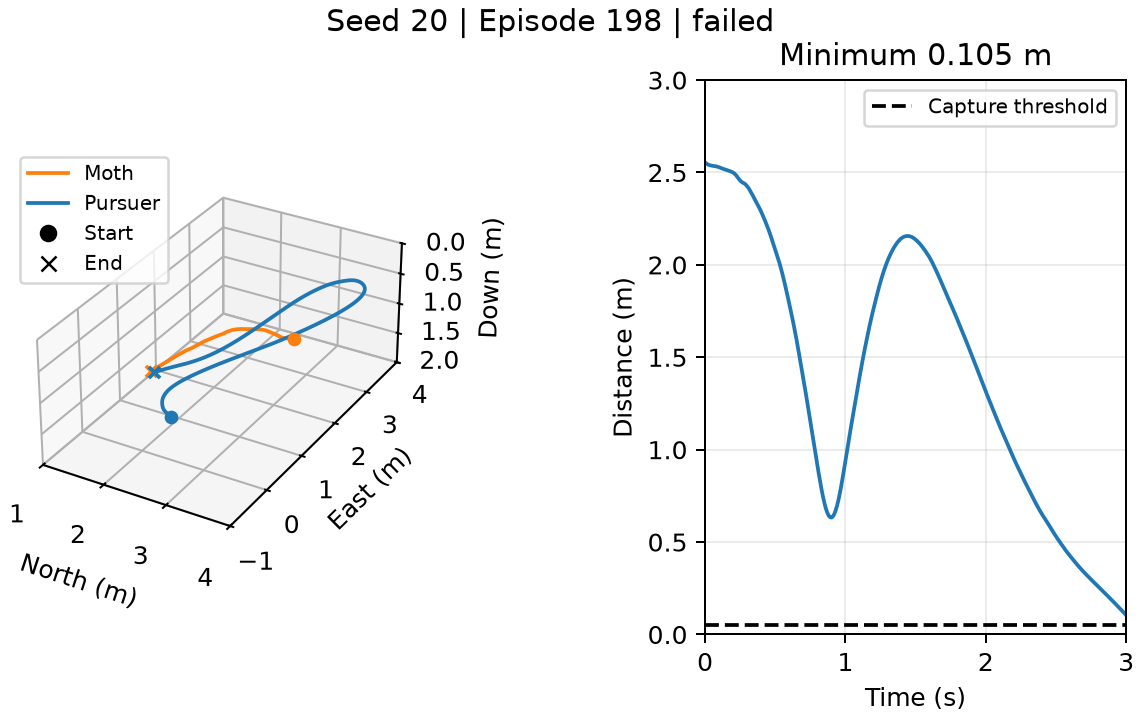 Seed 20 | Episode 198 | failed
Moth
Pursuer
Start
End
0.0
0.5
1.0
1.5
2.0
Down (m)
4
3
2
1
0
−1
East (m)
1
2
3
4
North (m)
Minimum 0.105 m
Capture threshold
3.0
2.5
2.0
1.5
1.0
0.5
0.0
Distance (m)
0
1
2
3
Time (s)